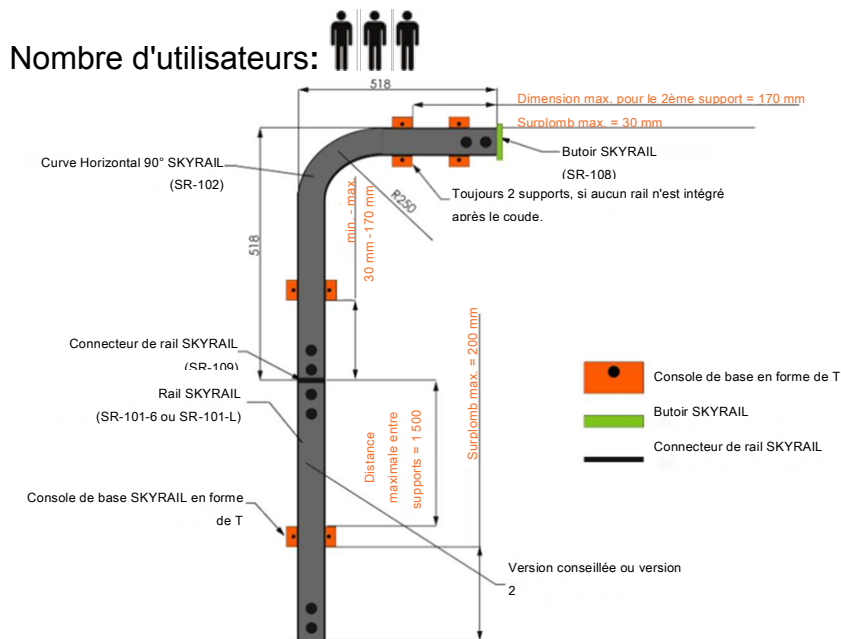 Nombre d'utilisateurs:
518
Dimension max. pour le 2ème support = 170 mm
Surplomb max. = 30 mm
Curve Horizontal 90° SKYRAIL
(SR-102)
Butoir SKYRAIL
(SR-108)
Toujours 2 supports, si aucun rail n'est intégré
après le coude.
R250
min. - max.
30 mm -170 mm
518
Connecteur de rail SKYRAIL
(SR-109)
Rail SKYRAIL
(SR-101-6 ou SR-101-L)
Distance
maximale entre
supports = 1 500
Surplomb max. = 200 mm
Console de base en forme de T
Butoir SKYRAIL
Connecteur de rail SKYRAIL
Console de base SKYRAIL en forme
de T
Version conseillée ou version
2